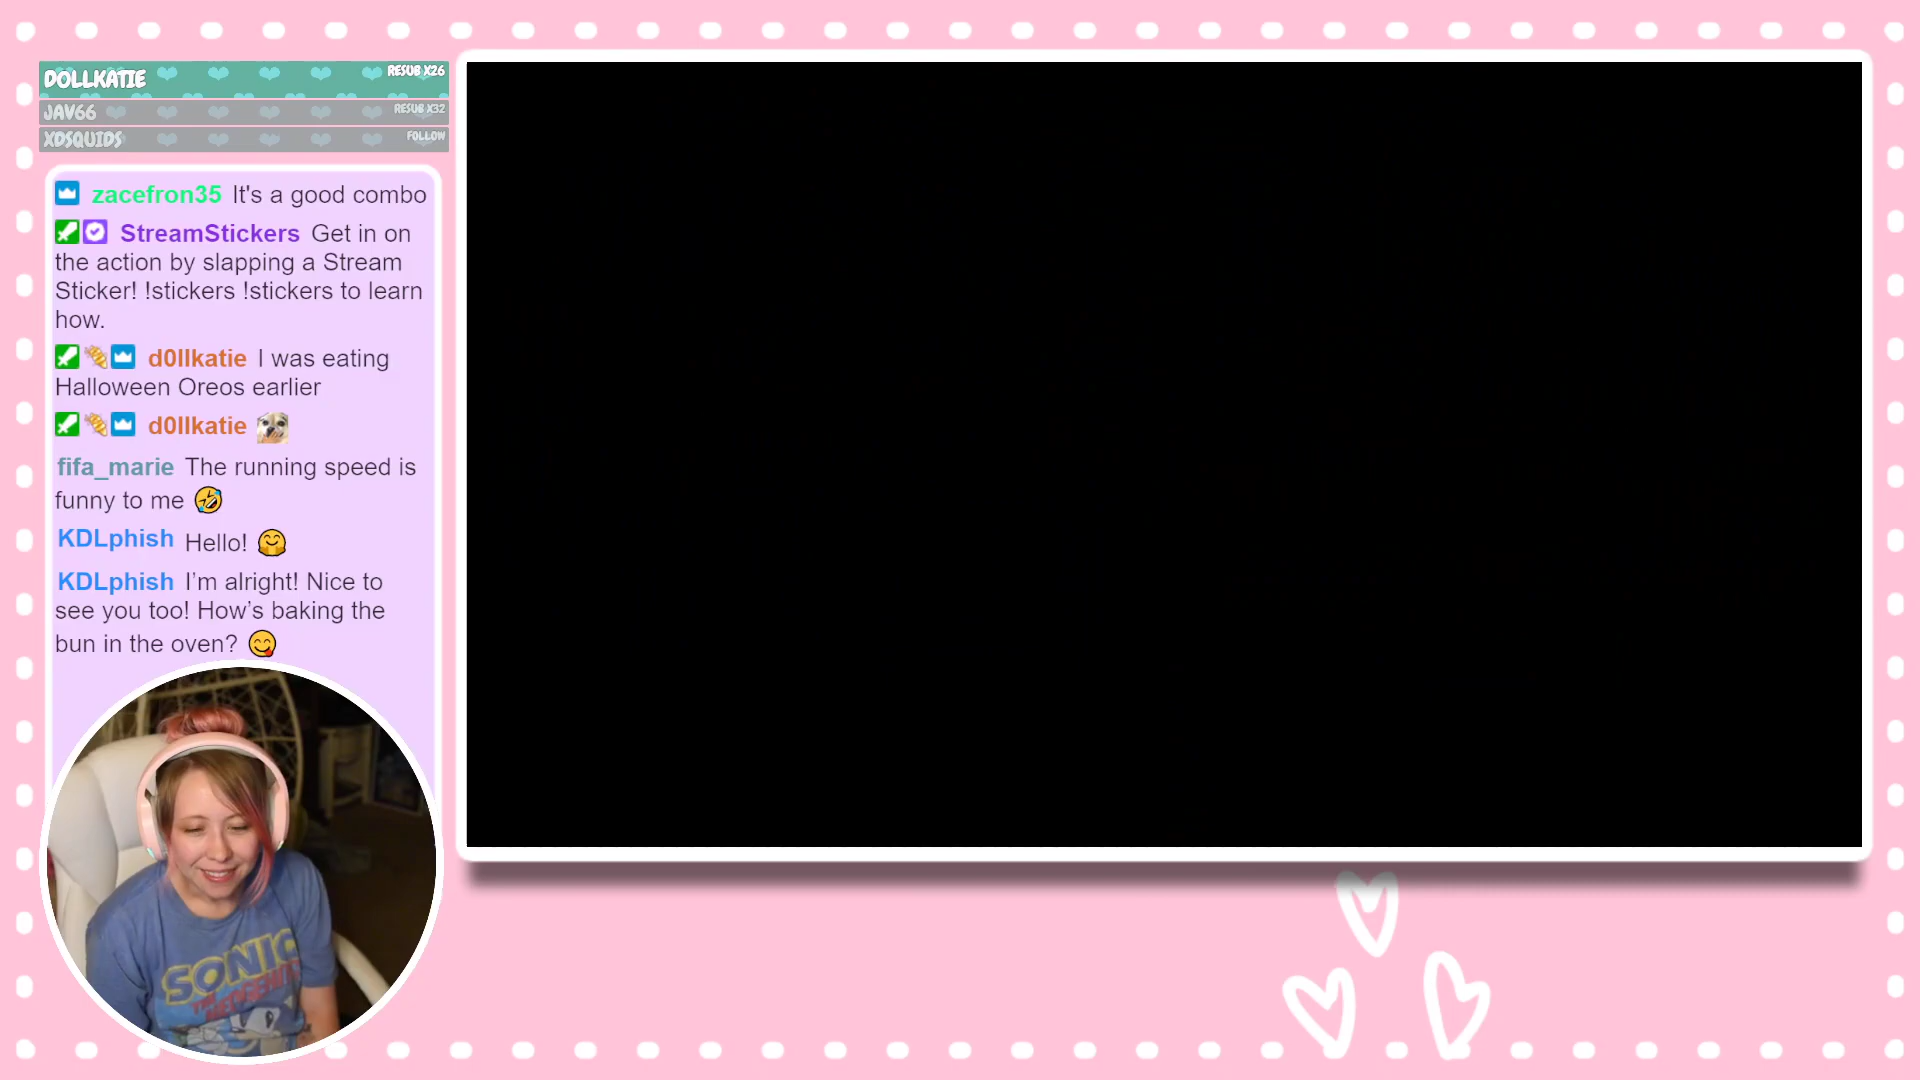 DOLLKATIE RESUB X26
JAV66 RESUB X32
XDSQUIDS FOLLOW
zacefron35 It's a good combo
StreamStickers Get in on
the action by slapping a Stream
Sticker! !stickers !stickers to learn
how.
d0llkatie I was eating
Halloween Oreos earlier
d0llkatie
fifa_marie The running speed is
funny to me 🤣
KDLphish Hello! 🤗
KDLphish I’m alright! Nice to
see you too! How’s baking the
bun in the oven? 😋
SONIC
THE HEDGEHOG